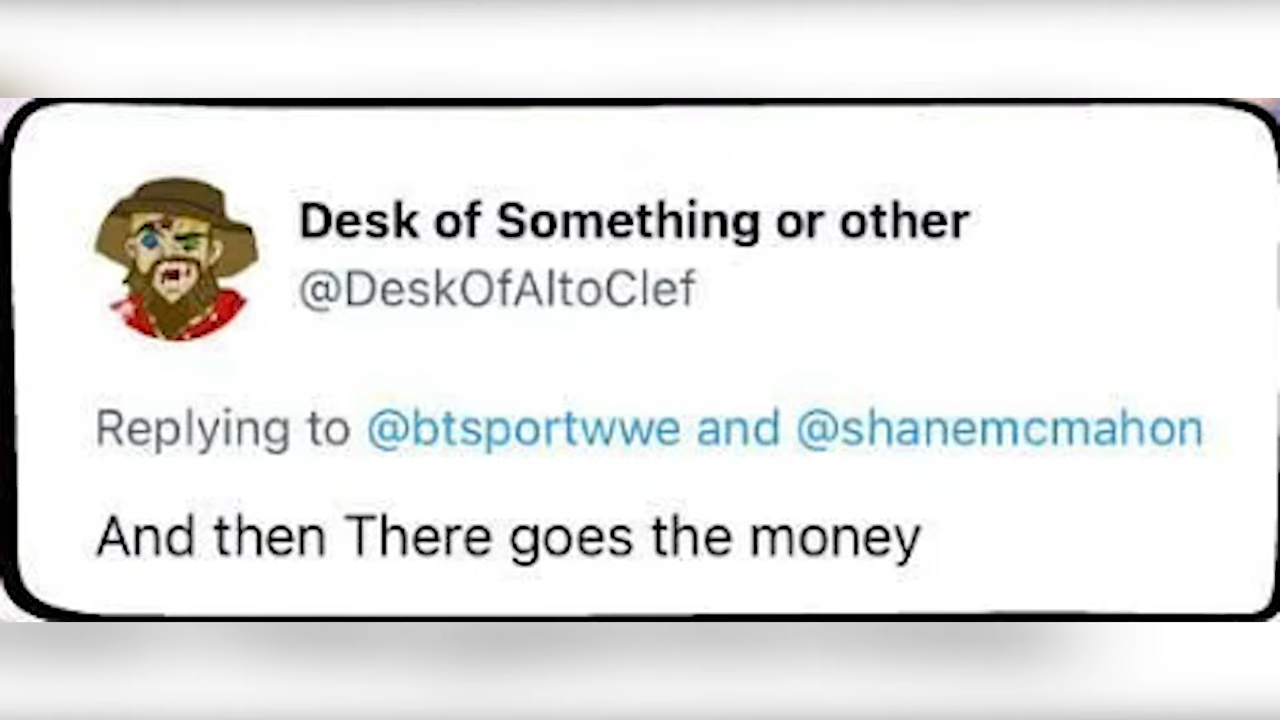 Desk of Something or other
@DeskOfAltoClef
Replying to @btsportwwe and @shanemcmahon
And then There goes the money